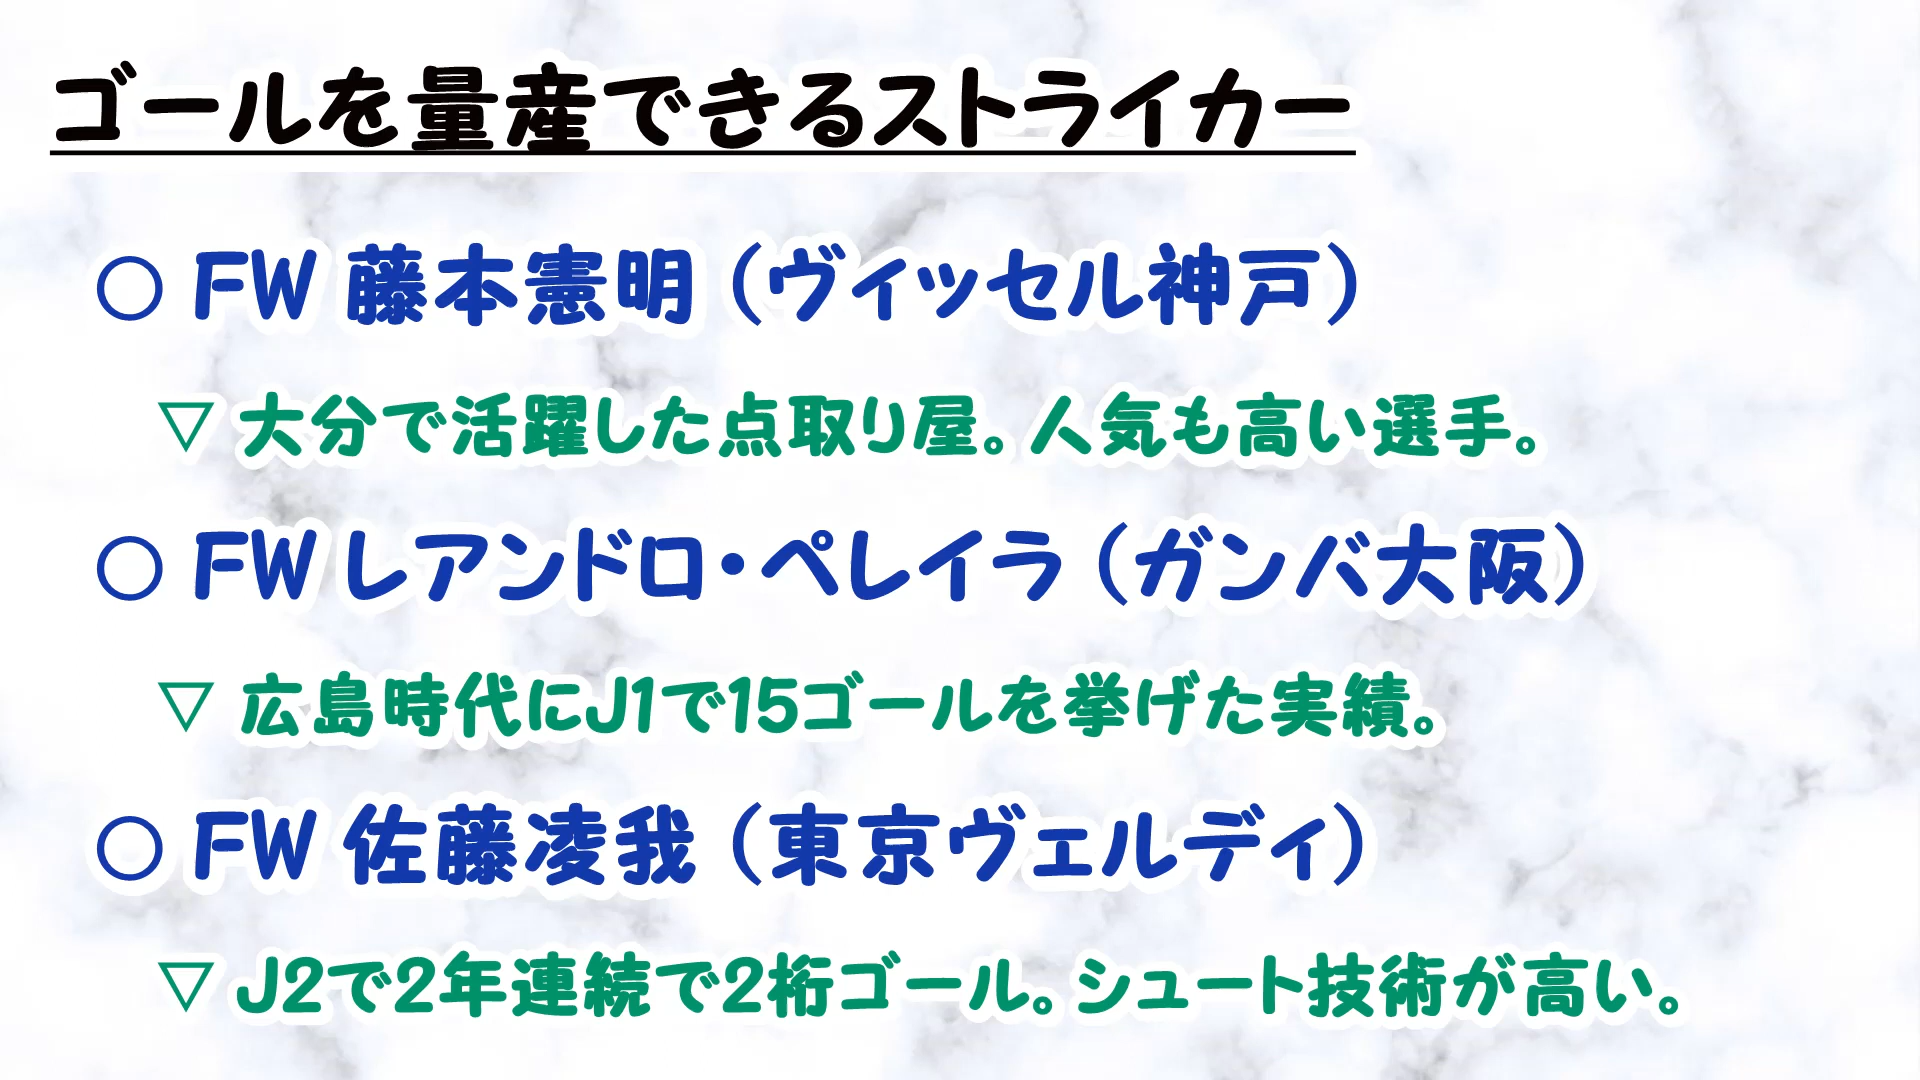 ゴールを量産できるストライカー
○ FW 藤本憲明（ヴィッセル神戸）
▽ 大分で活躍した点取り屋。人気も高い選手。
○ FW レアンドロ・ペレイラ（ガンバ大阪）
▽ 広島時代にJ1で15ゴールを挙げた実績。
○ FW 佐藤凌我（東京ヴェルディ）
▽ J2で2年連続で2桁ゴール。シュート技術が高い。